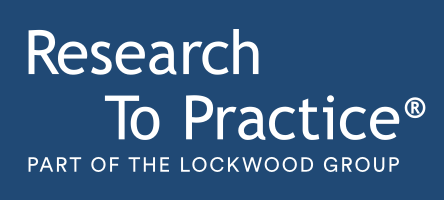 Research
To Practice®
PART OF THE LOCKWOOD GROUP